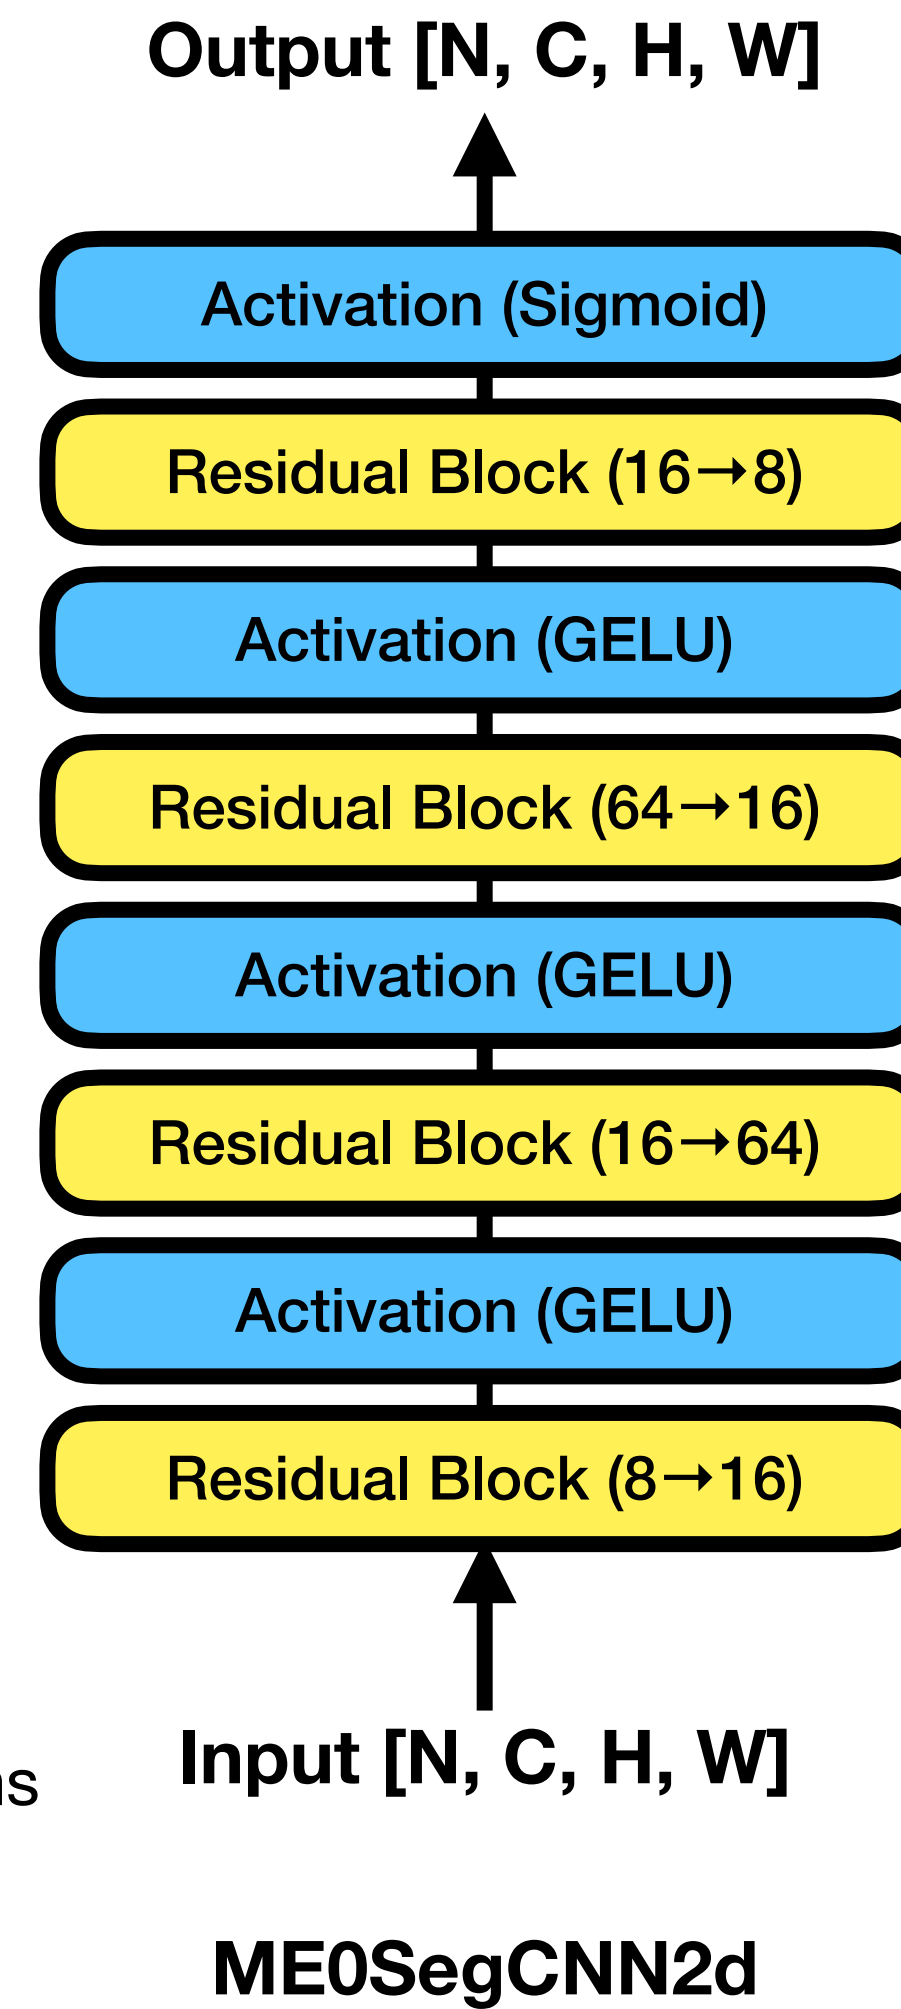 Output [N, C, H, W]
Activation (Sigmoid)
Residual Block (16→8)
Activation (GELU)
Residual Block (64→16)
Activation (GELU)
Residual Block (16→64)
Activation (GELU)
Residual Block (8→16)
Input [N, C, H, W]
ME0SegCNN2d